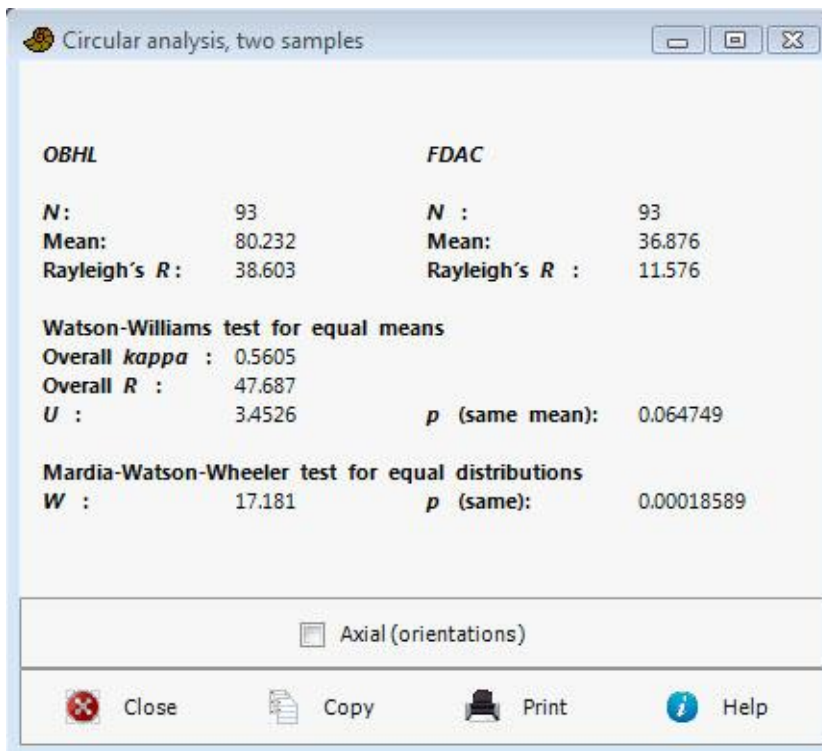 Circular analysis, two samples
OBHL FDAC
N: 93 N : 93
Mean: 80.232 Mean: 36.876
Rayleigh´s R: 38.603 Rayleigh´s R : 11.576
Watson-Williams test for equal means
Overall kappa : 0.5605
Overall R : 47.687
U : 3.4526 p (same mean): 0.064749
Mardia-Watson-Wheeler test for equal distributions
W : 17.181 p (same): 0.00018589
Axial (orientations)
Close Copy Print Help